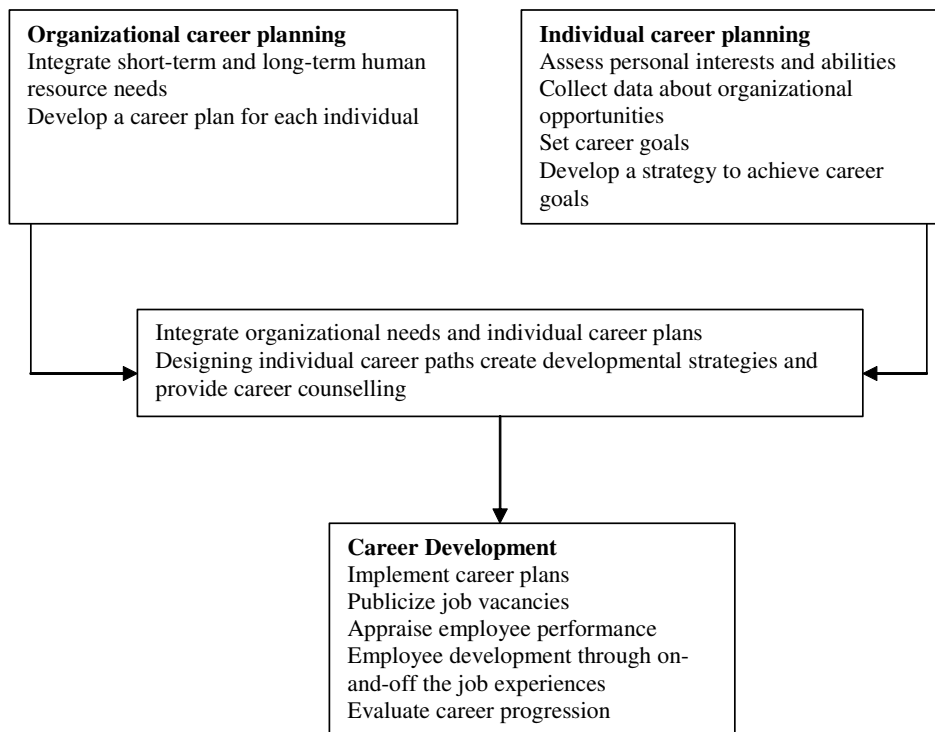 Organizational career planning
Integrate short-term and long-term human
resource needs
Develop a career plan for each individual
Individual career planning
Assess personal interests and abilities
Collect data about organizational
opportunities
Set career goals
Develop a strategy to achieve career
goals
Integrate organizational needs and individual career plans
Designing individual career paths create developmental strategies and
provide career counselling
Career Development
Implement career plans
Publicize job vacancies
Appraise employee performance
Employee development through on-
and-off the job experiences
Evaluate career progression